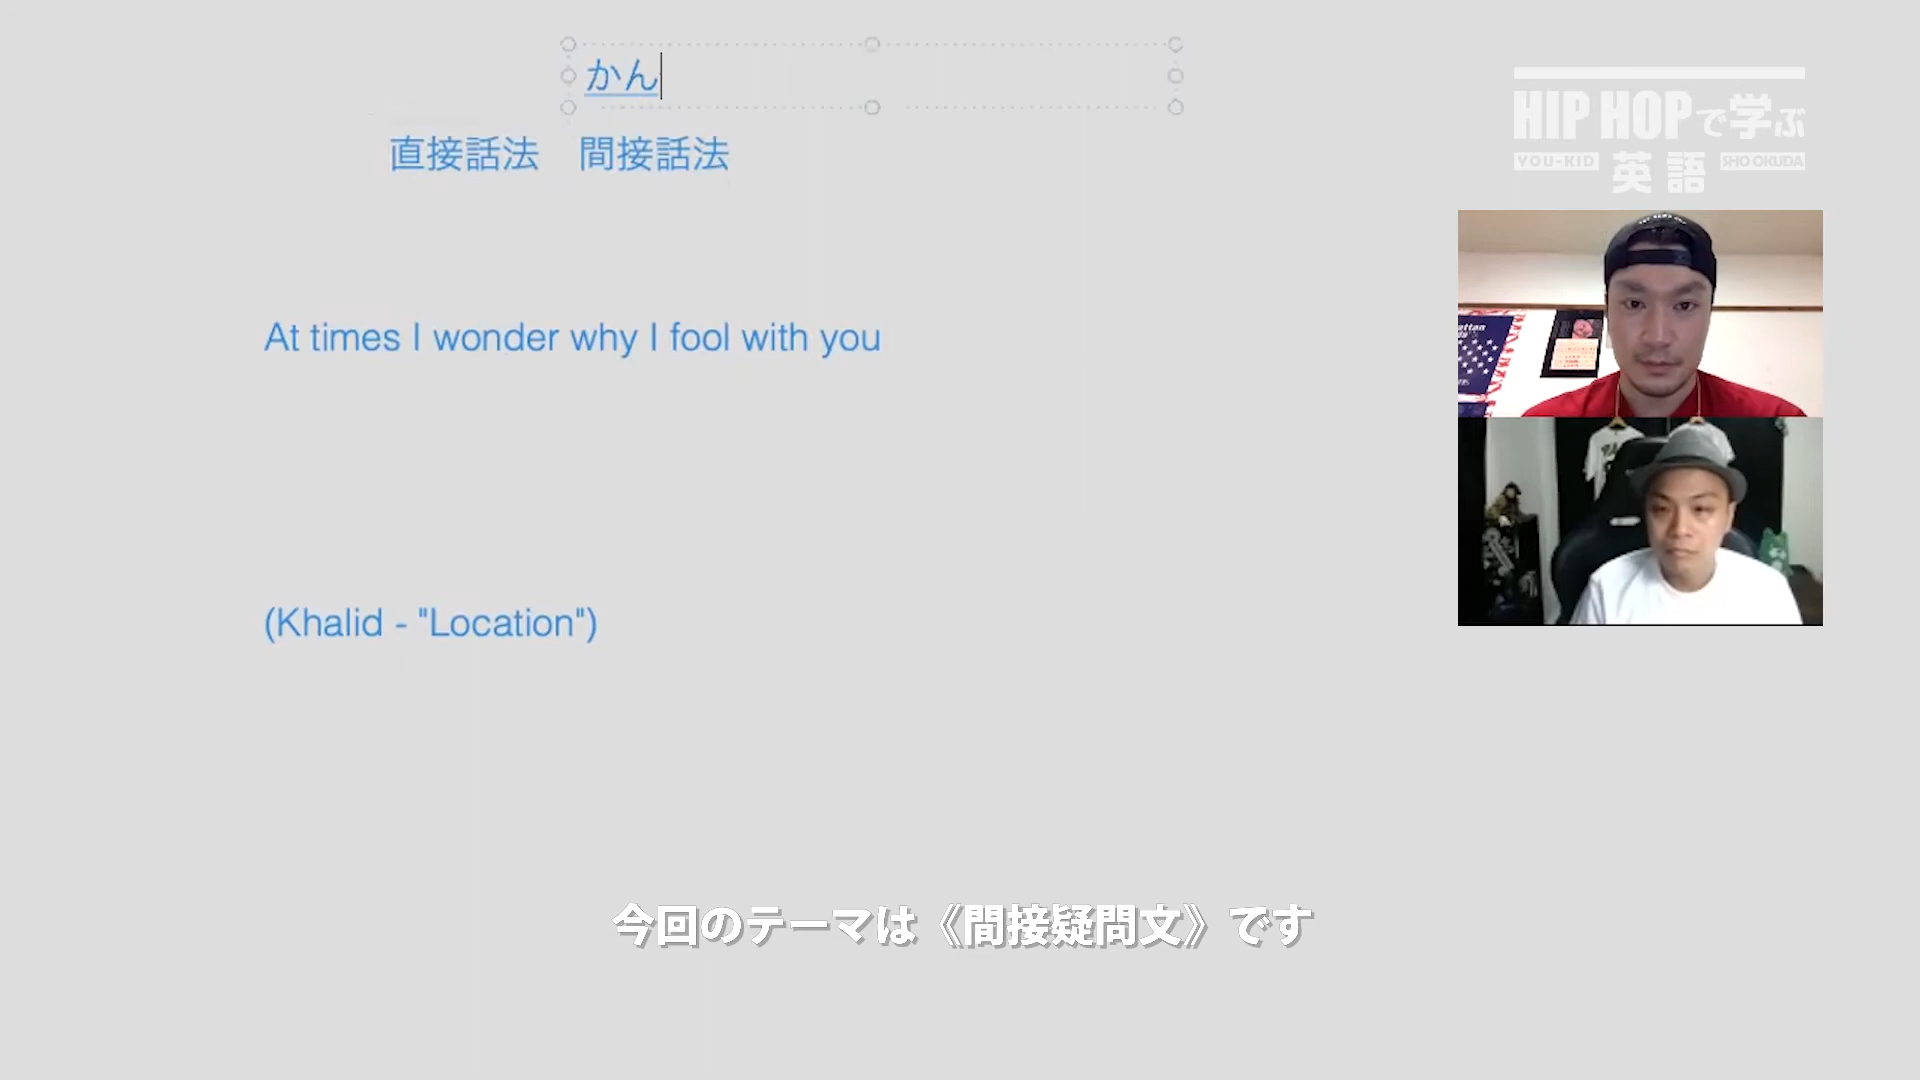 かん
直接話法 間接話法
At times I wonder why I fool with you
(Khalid - "Location")
HIP HOPで学ぶ
YOU-KID 英語 SHO OKUDA
今回のテーマは《間接疑問文》です